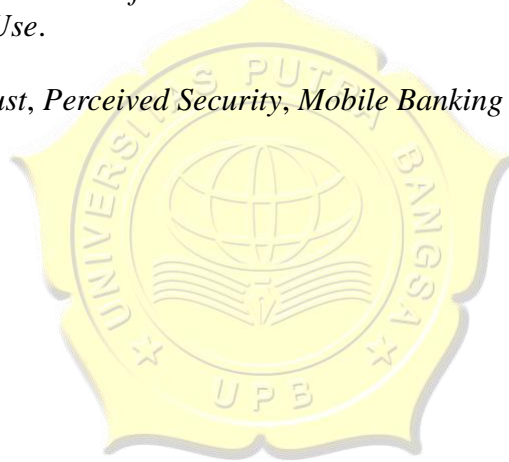 Use.
ust, Perceived Security, Mobile Banking
UNIVERSITAS PUTRA BANGSA
UPB